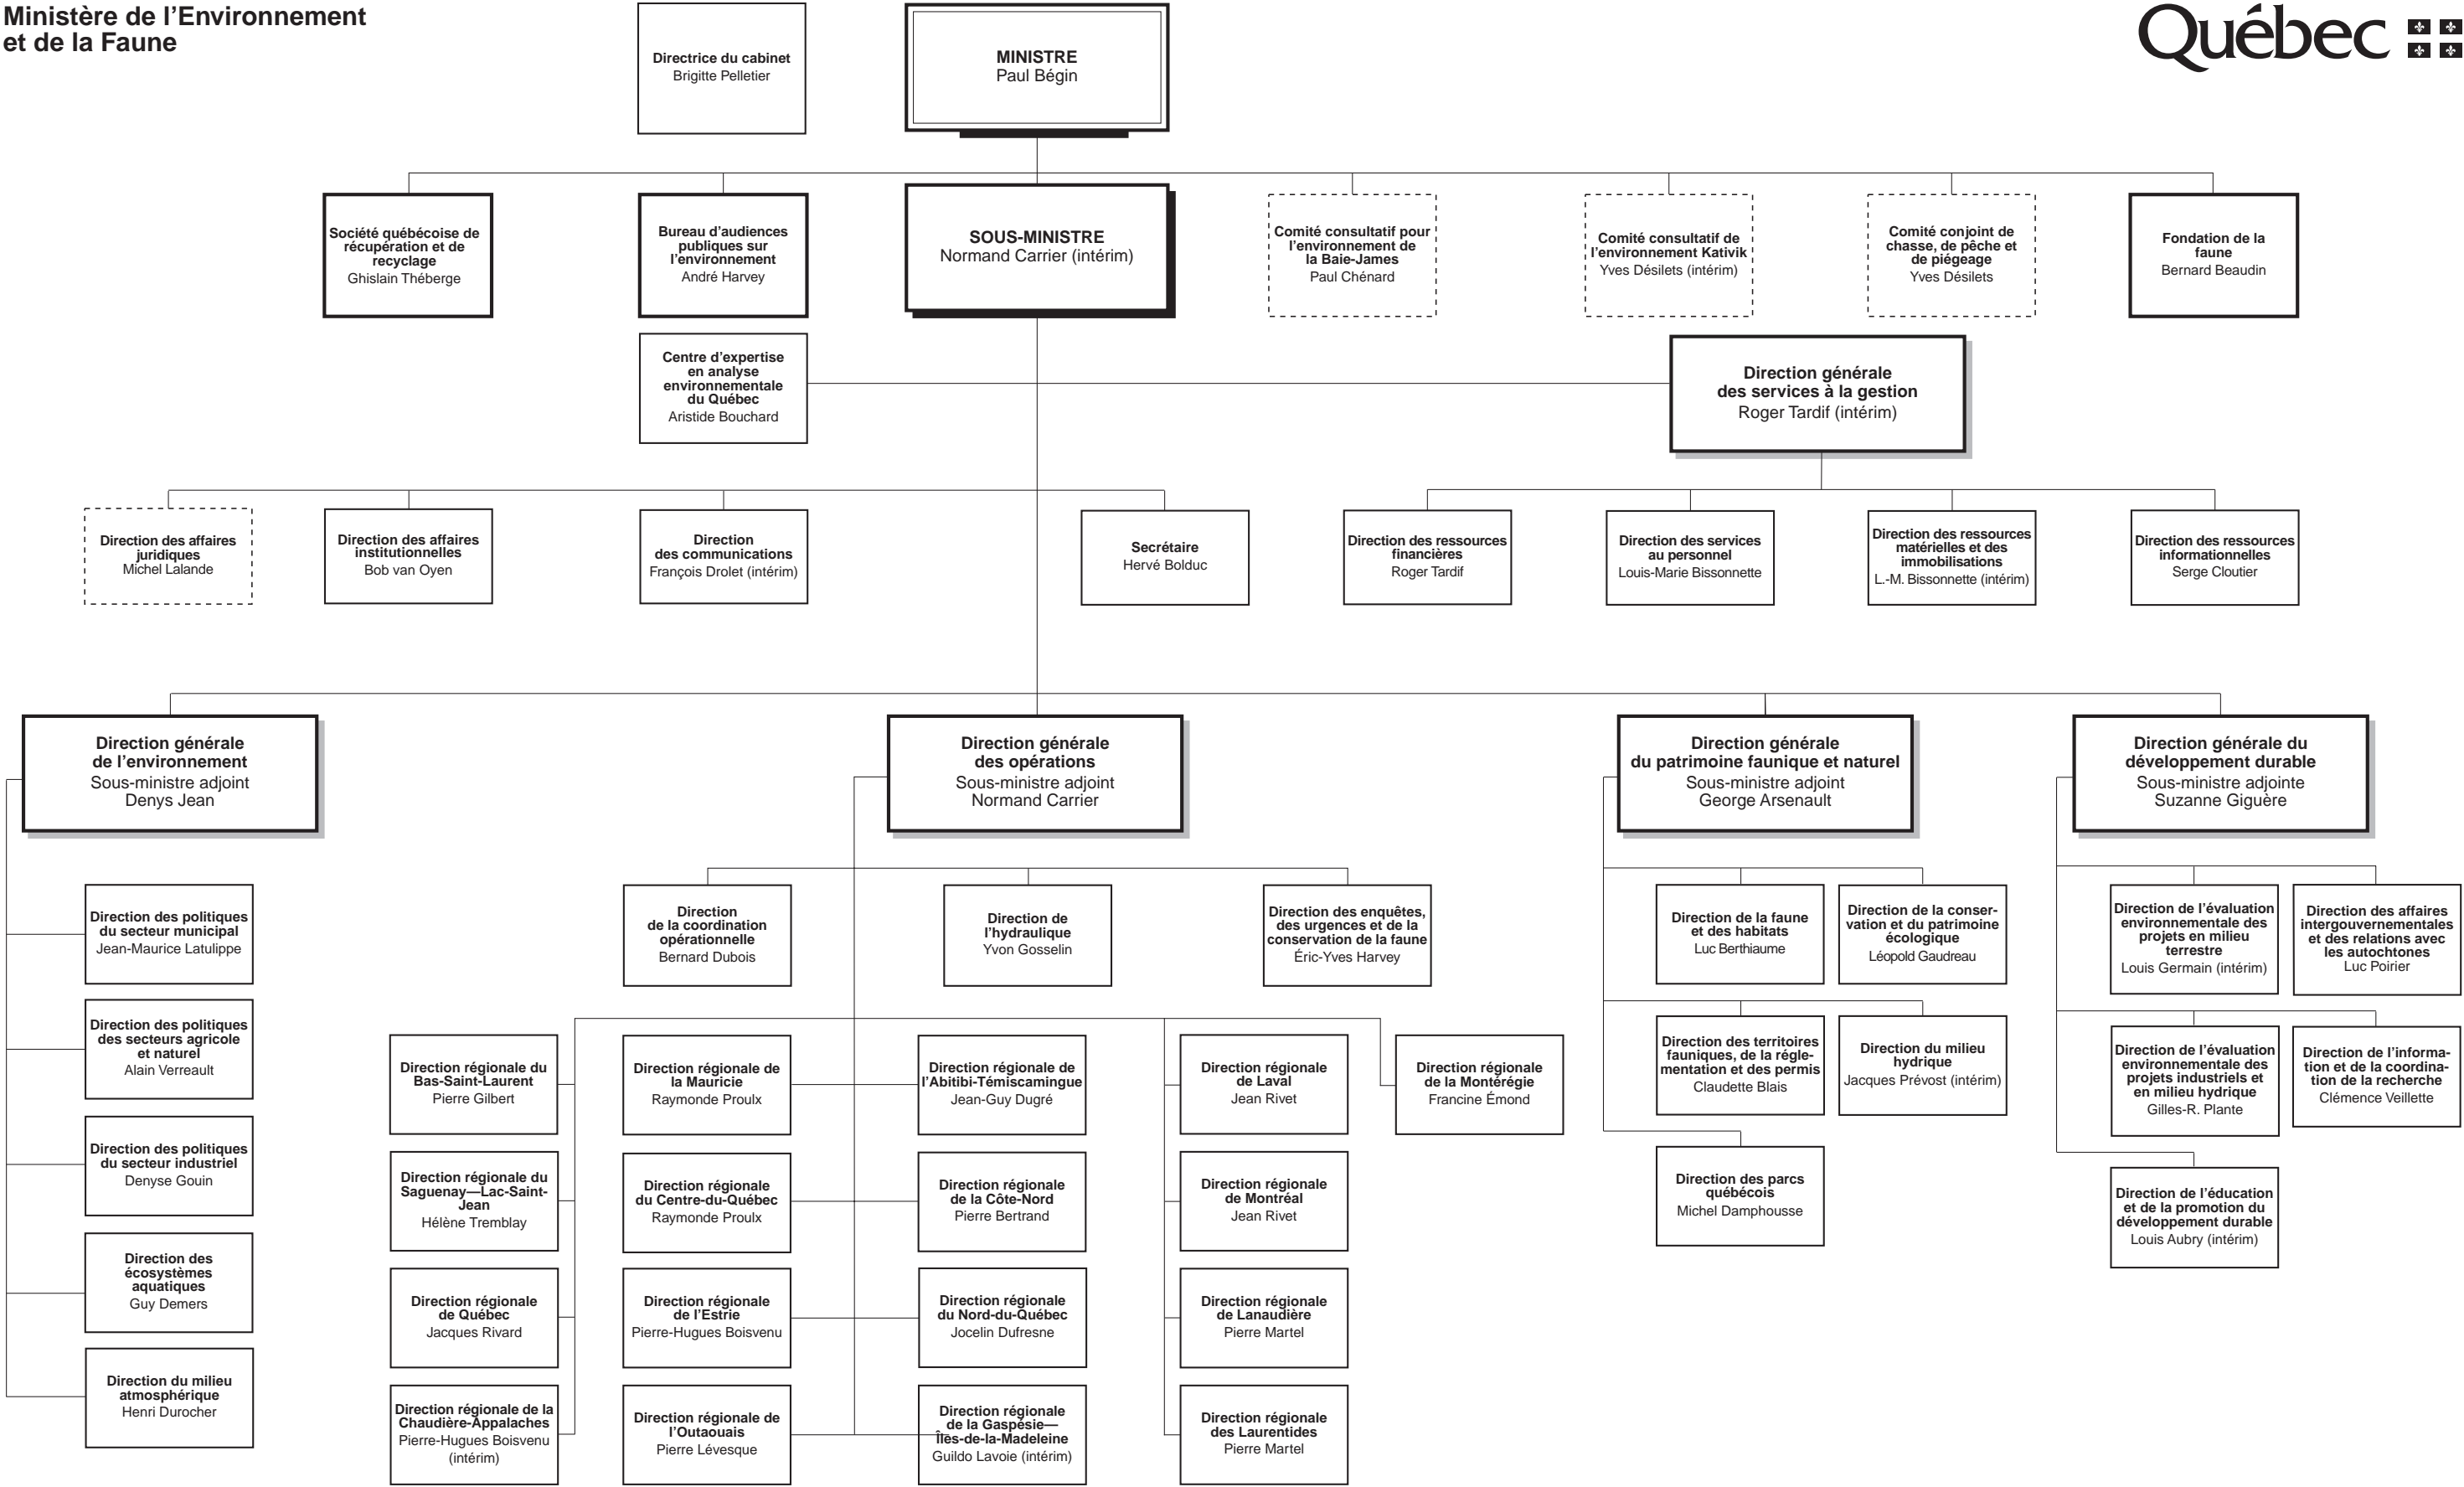 Ministère de l'Environnement
et de la Faune
Québec
Directrice du cabinet
Brigitte Pelletier
MINISTRE
Paul Bégin
Société québécoise de
récupération et de
recyclage
Ghislain Théberge
Bureau d'audiences
publiques sur
l'environnement
André Harvey
SOUS-MINISTRE
Normand Carrier (intérim)
Comité consultatif pour
l'environnement de
la Baie-James
Paul Chénard
Comité consultatif de
l'environnement Kativik
Yves Désilets (intérim)
Comité conjoint de
chasse, de pêche et
de piégeage
Yves Désilets
Fondation de la
faune
Bernard Beaudin
Centre d'expertise
en analyse
environnementale
du Québec
Aristide Bouchard
Direction générale
des services à la gestion
Roger Tardif (intérim)
Direction des affaires
juridiques
Michel Lalande
Direction des affaires
institutionnelles
Bob van Oyen
Direction
des communications
François Drolet (intérim)
Secrétaire
Hervé Bolduc
Direction des ressources
financières
Roger Tardif
Direction des services
au personnel
Louis-Marie Bissonnette
Direction des ressources
matérielles et des
immobilisations
L.-M. Bissonnette (intérim)
Direction des ressources
informationnelles
Serge Cloutier
Direction générale
de l'environnement
Sous-ministre adjoint
Denys Jean
Direction générale
des opérations
Sous-ministre adjoint
Normand Carrier
Direction générale
du patrimoine faunique et naturel
Sous-ministre adjoint
George Arsenault
Direction générale du
développement durable
Sous-ministre adjointe
Suzanne Giguère
Direction des politiques
du secteur municipal
Jean-Maurice Latulippe
Direction des politiques
des secteurs agricole
et naturel
Alain Verreault
Direction des politiques
du secteur industriel
Denyse Gouin
Direction des
écosystèmes
aquatiques
Guy Demers
Direction du milieu
atmosphérique
Henri Durocher
Direction
de la coordination
opérationnelle
Bernard Dubois
Direction de
l'hydraulique
Yvon Gosselin
Direction des enquêtes,
des urgences et de la
conservation de la faune
Éric-Yves Harvey
Direction régionale du
Bas-Saint-Laurent
Pierre Gilbert
Direction régionale de
la Mauricie
Raymonde Proulx
Direction régionale de
l'Abitibi-Témiscamingue
Jean-Guy Dugré
Direction régionale
de Laval
Jean Rivet
Direction régionale
de la Montérégie
Francine Émond
Direction régionale du
Saguenay—Lac-Saint-
Jean
Hélène Tremblay
Direction régionale
du Centre-du-Québec
Raymonde Proulx
Direction régionale
de la Côte-Nord
Pierre Bertrand
Direction régionale
de Montréal
Jean Rivet
Direction régionale
de Québec
Jacques Rivard
Direction régionale
de l'Estrie
Pierre-Hugues Boisvenu
Direction régionale
du Nord-du-Québec
Jocelin Dufresne
Direction régionale
de Lanaudière
Pierre Martel
Direction régionale de la
Chaudière-Appalaches
Pierre-Hugues Boisvenu
(intérim)
Direction régionale de
l'Outaouais
Pierre Lévesque
Direction régionale
de la Gaspésie—
Îles-de-la-Madeleine
Guildo Lavoie (intérim)
Direction régionale
des Laurentides
Pierre Martel
Direction de la faune
et des habitats
Luc Berthiaume
Direction de la conser-
vation et du patrimoine
écologique
Léopold Gaudreau
Direction des territoires
fauniques, de la régle-
mentation et des permis
Claudette Blais
Direction du milieu
hydrique
Jacques Prévost (intérim)
Direction des parcs
québécois
Michel Damphousse
Direction de l'évaluation
environnementale des
projets en milieu
terrestre
Louis Germain (intérim)
Direction des affaires
intergouvernementales
et des relations avec
les autochtones
Luc Poirier
Direction de l'évaluation
environnementale des
projets industriels et
en milieu hydrique
Gilles-R. Plante
Direction de l'informa-
tion et de la coordina-
tion de la recherche
Clémence Veillette
Direction de l'éducation
et de la promotion du
développement durable
Louis Aubry (intérim)